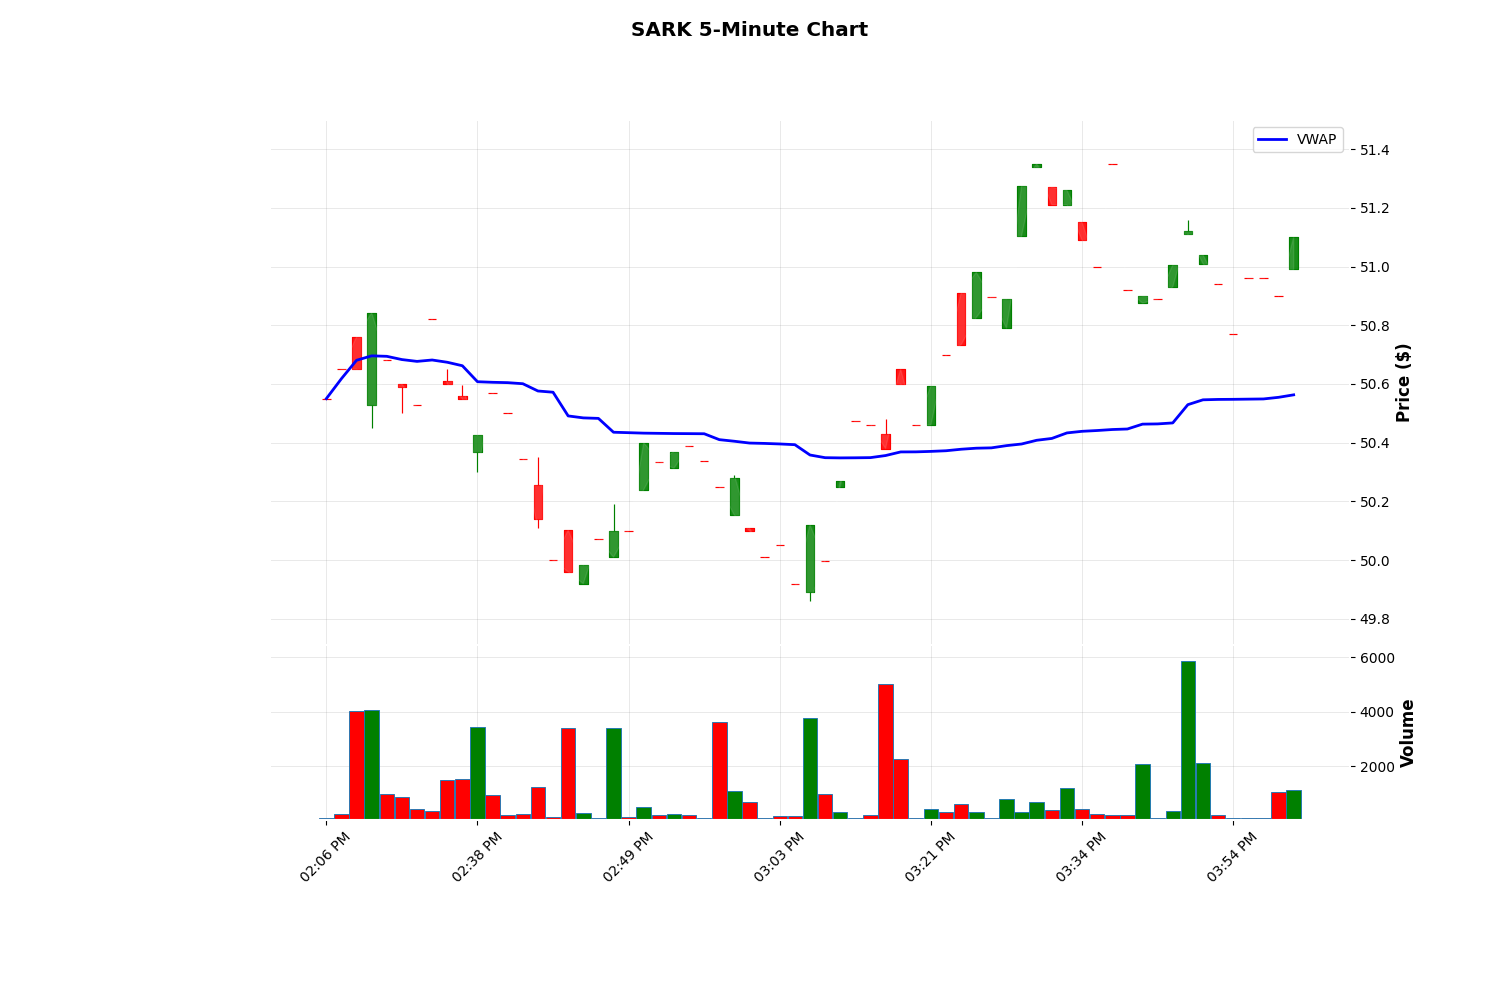 SARK 5-Minute Chart
VWAP
51.4
51.2
51.0
50.8
50.6
50.4
50.2
50.0
49.8
Price ($)
6000
4000
2000
Volume
02:06 PM
02:38 PM
02:49 PM
03:03 PM
03:21 PM
03:34 PM
03:54 PM